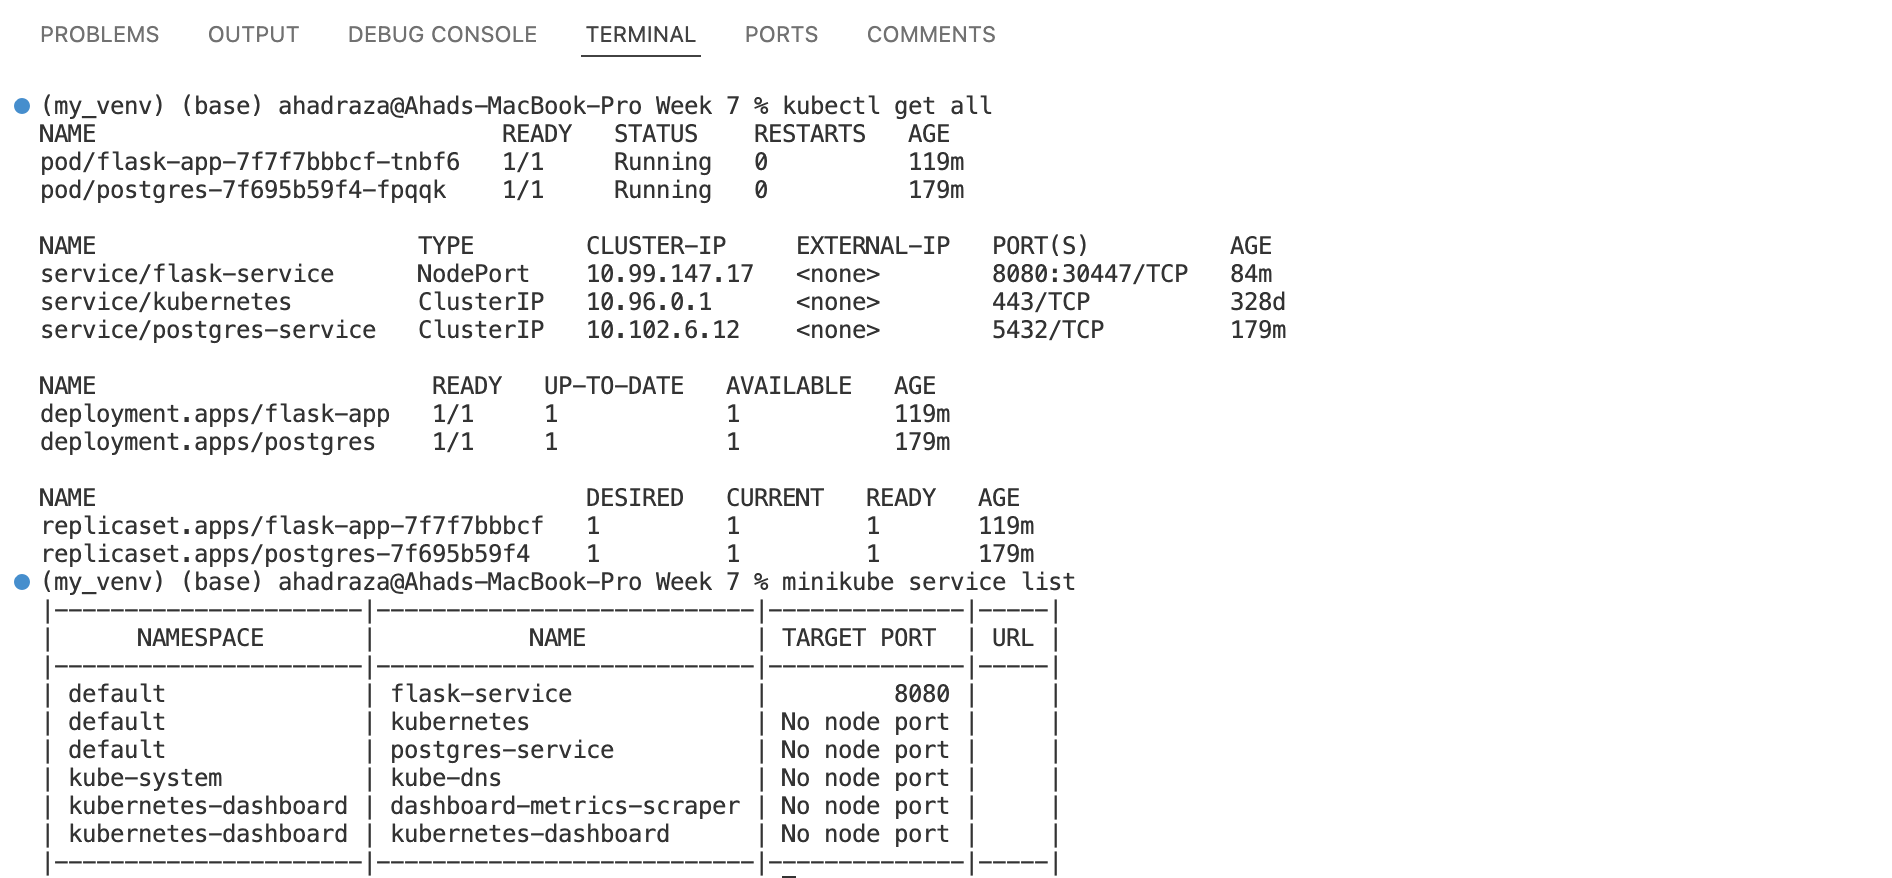 PROBLEMS OUTPUT DEBUG CONSOLE TERMINAL PORTS COMMENTS
(my_venv) (base) ahadraza@Ahads-MacBook-Pro Week 7 % kubectl get all
NAME                             READY   STATUS    RESTARTS   AGE
pod/flask-app-7f7f7bbbcf-tnbf6   1/1     Running   0          119m
pod/postgres-7f695b59f4-fpqqk    1/1     Running   0          179m

NAME                       TYPE        CLUSTER-IP     EXTERNAL-IP   PORT(S)          AGE
service/flask-service      NodePort    10.99.147.17   <none>        8080:30447/TCP   84m
service/kubernetes         ClusterIP   10.96.0.1      <none>        443/TCP          328d
service/postgres-service   ClusterIP   10.102.6.12    <none>        5432/TCP         179m

NAME                        READY   UP-TO-DATE   AVAILABLE   AGE
deployment.apps/flask-app   1/1     1            1           119m
deployment.apps/postgres    1/1     1            1           179m

NAME                                   DESIRED   CURRENT   READY   AGE
replicaset.apps/flask-app-7f7f7bbbcf   1         1         1       119m
replicaset.apps/postgres-7f695b59f4    1         1         1       179m
(my_venv) (base) ahadraza@Ahads-MacBook-Pro Week 7 % minikube service list
|----------------------|---------------------------|--------------|-----|
|      NAMESPACE       |           NAME            | TARGET PORT  | URL |
|----------------------|---------------------------|--------------|-----|
| default              | flask-service             |         8080 |     |
| default              | kubernetes                | No node port |     |
| default              | postgres-service          | No node port |     |
| kube-system          | kube-dns                  | No node port |     |
| kubernetes-dashboard | dashboard-metrics-scraper | No node port |     |
| kubernetes-dashboard | kubernetes-dashboard      | No node port |     |
|----------------------|---------------------------|--------------|-----|